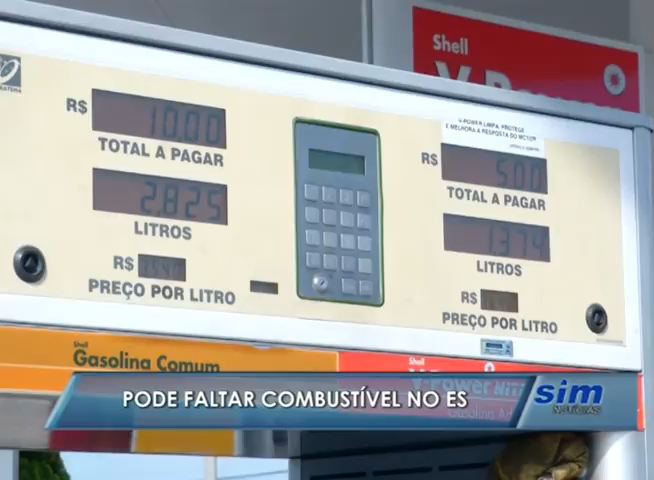 Shell
V-Power
V-POWER LIMPA, PROTEGE
E MELHORA A RESPOSTA DO MOTOR
R$ 10.00
TOTAL A PAGAR
2.825
LITROS
R$
PREÇO POR LITRO
R$ 5.00
TOTAL A PAGAR
1.374
LITROS
R$
PREÇO POR LITRO
Shell
Gasolina Comum
Shell
V-Power
Gasolina
PODE FALTAR COMBUSTÍVEL NO ES
sim
NOTÍCIAS